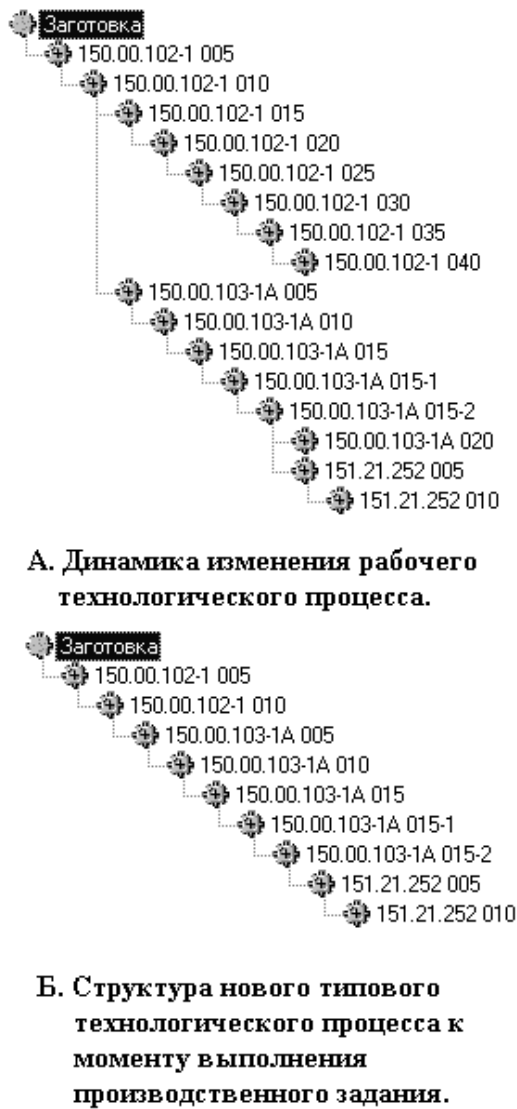 Заготовка
150.00.102-1 005
150.00.102-1 010
150.00.102-1 015
150.00.102-1 020
150.00.102-1 025
150.00.102-1 030
150.00.102-1 035
150.00.102-1 040
150.00.103-1А 005
150.00.103-1А 010
150.00.103-1А 015
150.00.103-1А 015-1
150.00.103-1А 015-2
150.00.103-1А 020
151.21.252 005
151.21.252 010
А. Динамика изменения рабочего
технологического процесса.
Заготовка
150.00.102-1 005
150.00.102-1 010
150.00.103-1А 005
150.00.103-1А 010
150.00.103-1А 015
150.00.103-1А 015-1
150.00.103-1А 015-2
151.21.252 005
151.21.252 010
Б. Структура нового типового
технологического процесса к
моменту выполнения
производственного задания.